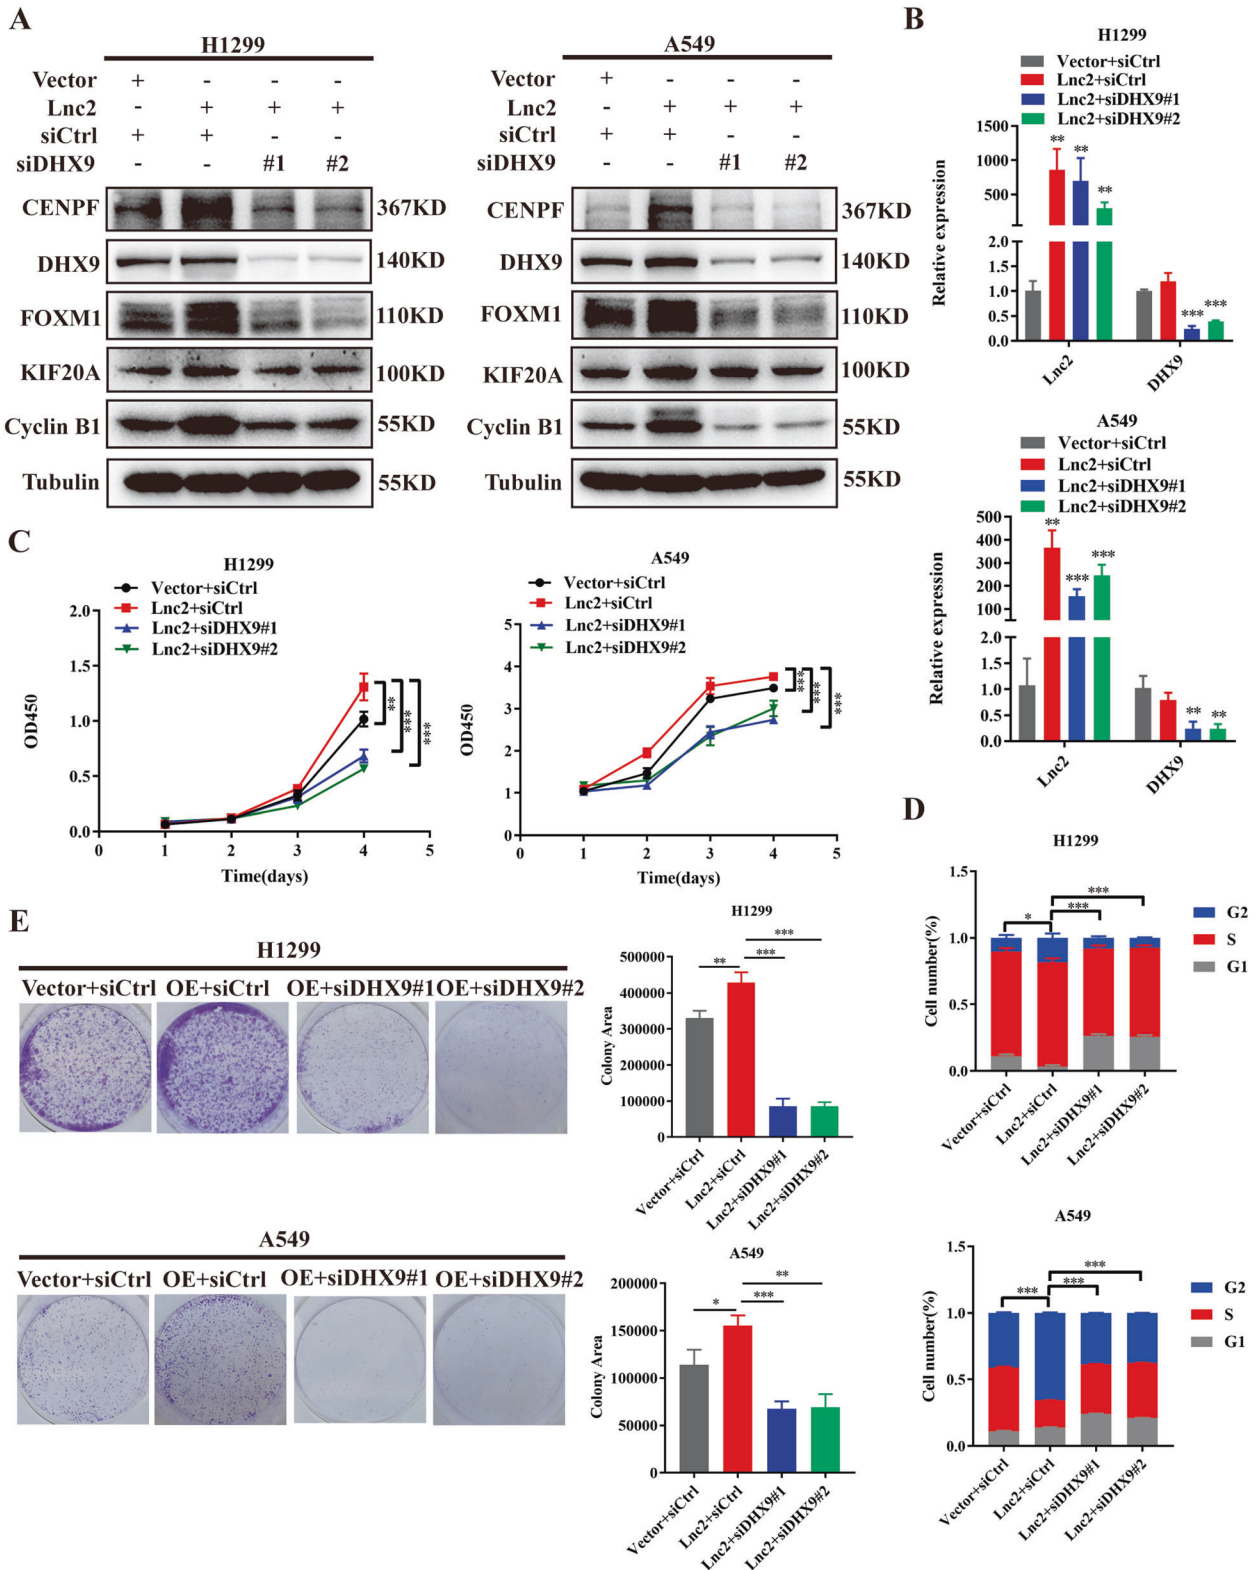 A
H1299
Vector + - - -
Lnc2 - + + +
siCtrl + + - -
siDHX9 - - #1 #2
CENPF 367KD
DHX9 140KD
FOXM1 110KD
KIF20A 100KD
Cyclin B1 55KD
Tubulin 55KD
A549
Vector + - - -
Lnc2 - + + +
siCtrl + + - -
siDHX9 - - #1 #2
CENPF 367KD
DHX9 140KD
FOXM1 110KD
KIF20A 100KD
Cyclin B1 55KD
Tubulin 55KD
B
H1299
Vector+siCtrl
Lnc2+siCtrl
Lnc2+siDHX9#1
Lnc2+siDHX9#2
Relative expression
1500
1000
500
2.0
1.5
1.0
0.5
0.0
** ** **
*** ***
Lnc2 DHX9
A549
Vector+siCtrl
Lnc2+siCtrl
Lnc2+siDHX9#1
Lnc2+siDHX9#2
Relative expression
500
400
300
200
100
2.0
1.5
1.0
0.5
0.0
** *** ***
** **
Lnc2 DHX9
C
H1299
Vector+siCtrl
Lnc2+siCtrl
Lnc2+siDHX9#1
Lnc2+siDHX9#2
OD450
2.0
1.5
1.0
0.5
0.0
** *** ***
0 1 2 3 4 5
Time(days)
A549
Vector+siCtrl
Lnc2+siCtrl
Lnc2+siDHX9#1
Lnc2+siDHX9#2
OD450
5
4
3
2
1
0
*** *** ***
0 1 2 3 4 5
Time(days)
D
H1299
Cell number(%)
1.5
1.0
0.5
0.0
* *** ***
G2
S
G1
Vector+siCtrl
Lnc2+siCtrl
Lnc2+siDHX9#1
Lnc2+siDHX9#2
A549
Cell number(%)
1.5
1.0
0.5
0.0
*** *** ***
G2
S
G1
Vector+siCtrl
Lnc2+siCtrl
Lnc2+siDHX9#1
Lnc2+siDHX9#2
E
H1299
Vector+siCtrl OE+siCtrl OE+siDHX9#1 OE+siDHX9#2
H1299
Colony Area
500000
400000
300000
200000
100000
0
** *** ***
Vector+siCtrl
Lnc2+siCtrl
Lnc2+siDHX9#1
Lnc2+siDHX9#2
A549
Vector+siCtrl OE+siCtrl OE+siDHX9#1 OE+siDHX9#2
A549
Colony Area
200000
150000
100000
50000
0
* *** **
Vector+siCtrl
Lnc2+siCtrl
Lnc2+siDHX9#1
Lnc2+siDHX9#2